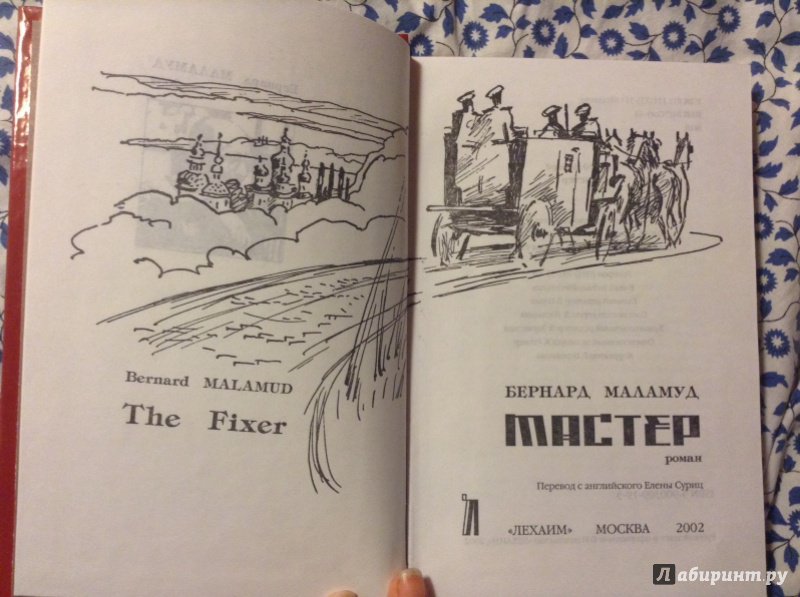 Bernard MALAMUD
The Fixer
БЕРНАРД МАЛАМУД
МАСТЕР
роман
Перевод с английского Елены Суриц
Л
«ЛЕХАИМ» МОСКВА 2002
Лабиринт.ру